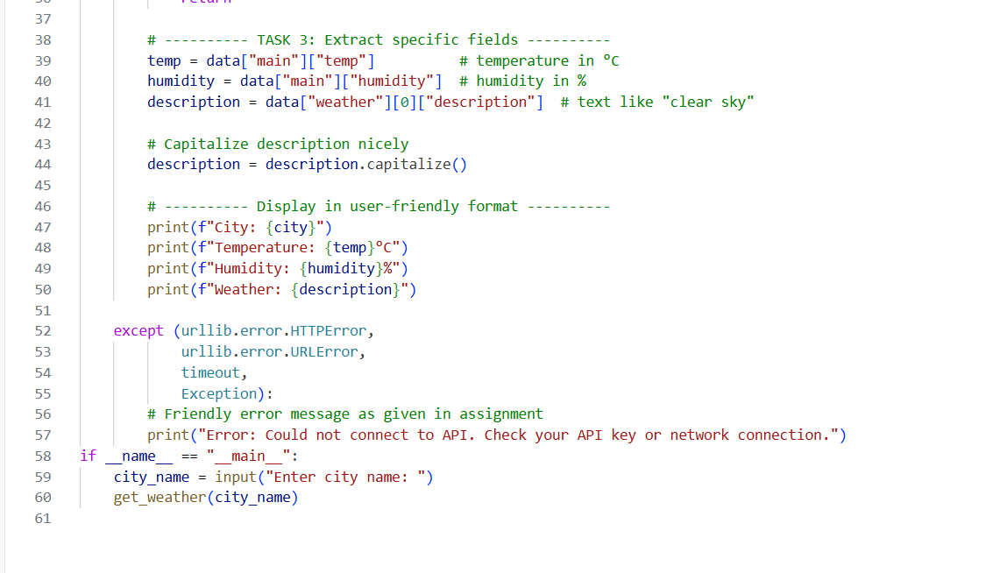 return
37
38 # ---------- TASK 3: Extract specific fields ----------
39 temp = data["main"]["temp"]          # temperature in °C
40 humidity = data["main"]["humidity"]  # humidity in %
41 description = data["weather"][0]["description"]  # text like "clear sky"
42
43 # Capitalize description nicely
44 description = description.capitalize()
45
46 # ---------- Display in user-friendly format ----------
47 print(f"City: {city}")
48 print(f"Temperature: {temp}°C")
49 print(f"Humidity: {humidity}%")
50 print(f"Weather: {description}")
51
52 except (urllib.error.HTTPError,
53 urllib.error.URLError,
54 timeout,
55 Exception):
56 # Friendly error message as given in assignment
57 print("Error: Could not connect to API. Check your API key or network connection.")
58 if __name__ == "__main__":
59 city_name = input("Enter city name: ")
60 get_weather(city_name)
61